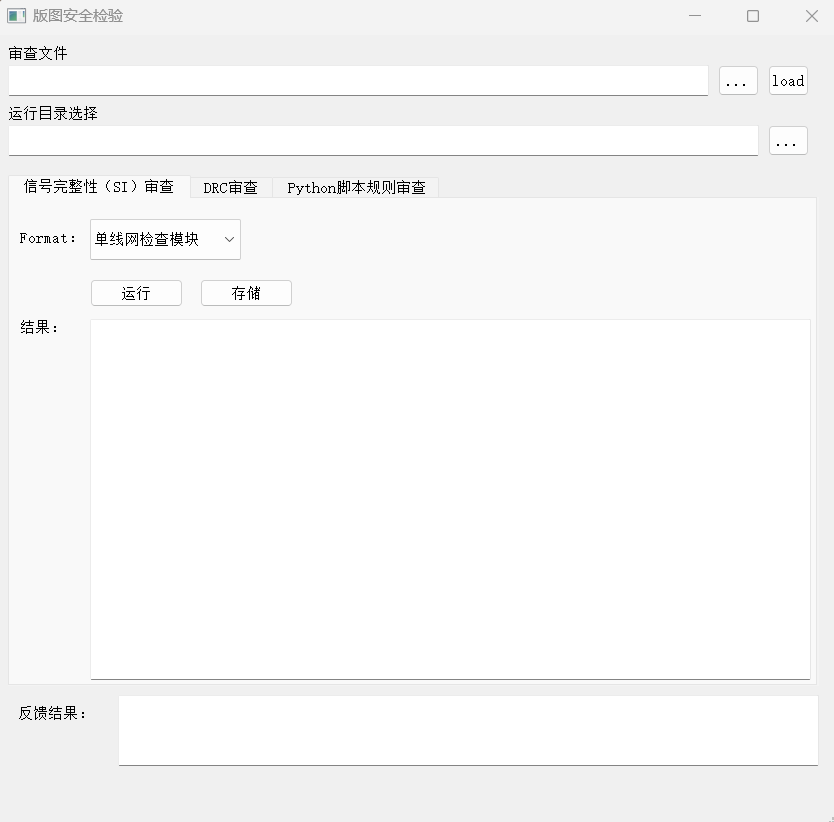 版图安全检验
审查文件
... load
运行目录选择
...
信号完整性（SI）审查 DRC审查 Python脚本规则审查
Format: 单线网检查模块
运行 存储
结果：
反馈结果：